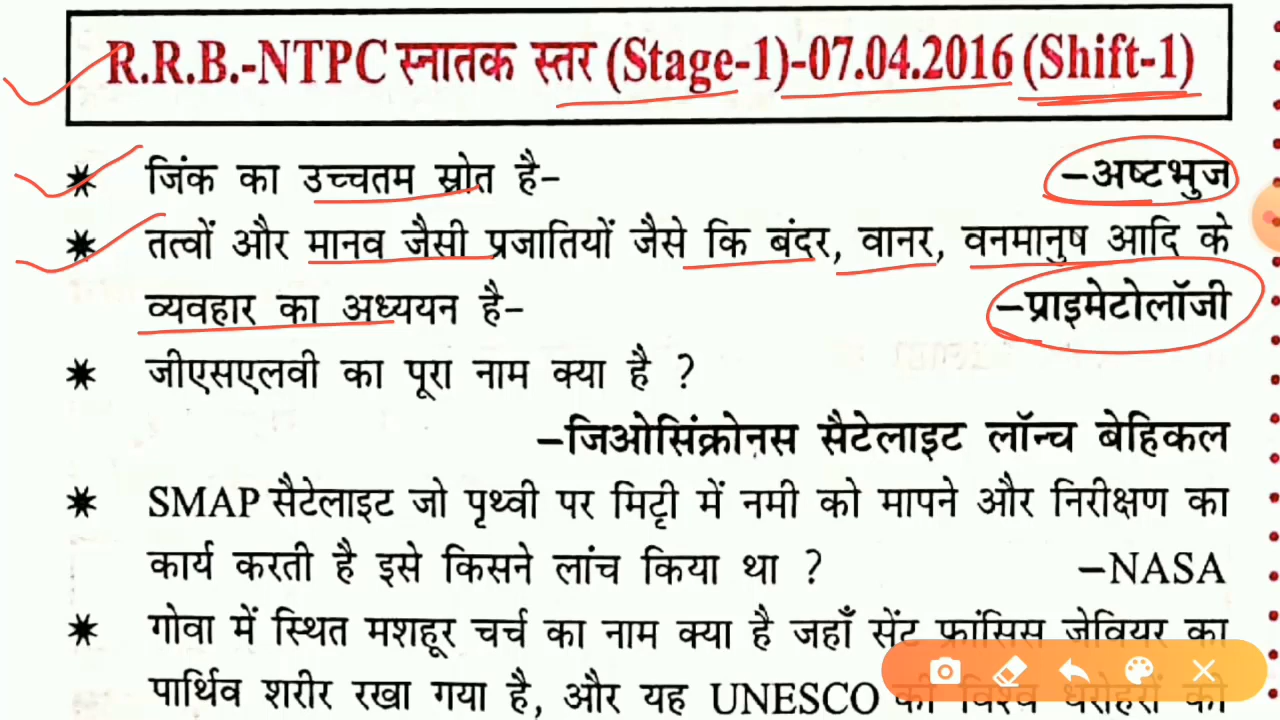 R.R.B.-NTPC स्नातक स्तर (Stage-1)-07.04.2016 (Shift-1)
✷ जिंक का उच्चतम स्रोत है– –अष्टभुज
✷ तत्वों और मानव जैसी प्रजातियों जैसे कि बंदर, वानर, वनमानुष आदि के
व्यवहार का अध्ययन है– –प्राइमेटोलॉजी
✷ जीएसएलवी का पूरा नाम क्या है ?
–जिओसिंक्रोनस सैटेलाइट लॉन्च बेहिकल
✷ SMAP सैटेलाइट जो पृथ्वी पर मिट्टी में नमी को मापने और निरीक्षण का
कार्य करती है इसे किसने लांच किया था ? –NASA
✷ गोवा में स्थित मशहूर चर्च का नाम क्या है जहाँ सेंट फ्रांसिस जेवियर का
पार्थिव शरीर रखा गया है, और यह UNESCO की विश्व धरोहरों की